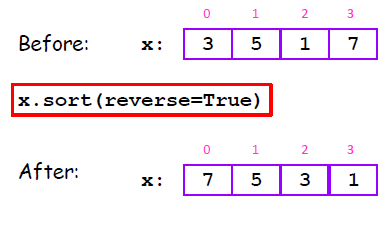 0 1 2 3
Before: x: 3 5 1 7
x.sort(reverse=True)
0 1 2 3
After: x: 7 5 3 1